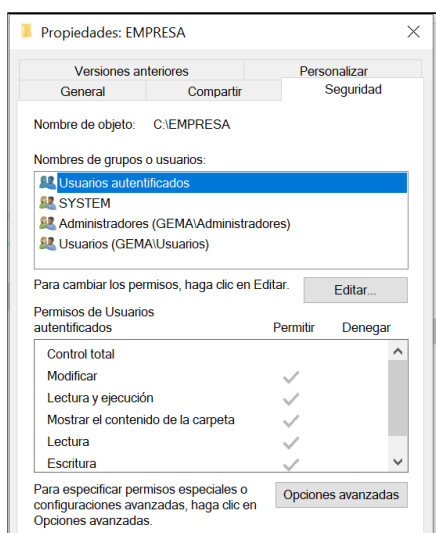 Propiedades: EMPRESA
Versiones anteriores Personalizar
General Compartir Seguridad
Nombre de objeto: C:\EMPRESA
Nombres de grupos o usuarios:
Usuarios autentificados
SYSTEM
Administradores (GEMA\Administradores)
Usuarios (GEMA\Usuarios)
Para cambiar los permisos, haga clic en Editar. Editar...
Permisos de Usuarios
autentificados Permitir Denegar
Control total
Modificar
Lectura y ejecución
Mostrar el contenido de la carpeta
Lectura
Escritura
Para especificar permisos especiales o
configuraciones avanzadas, haga clic en Opciones avanzadas
Opciones avanzadas.